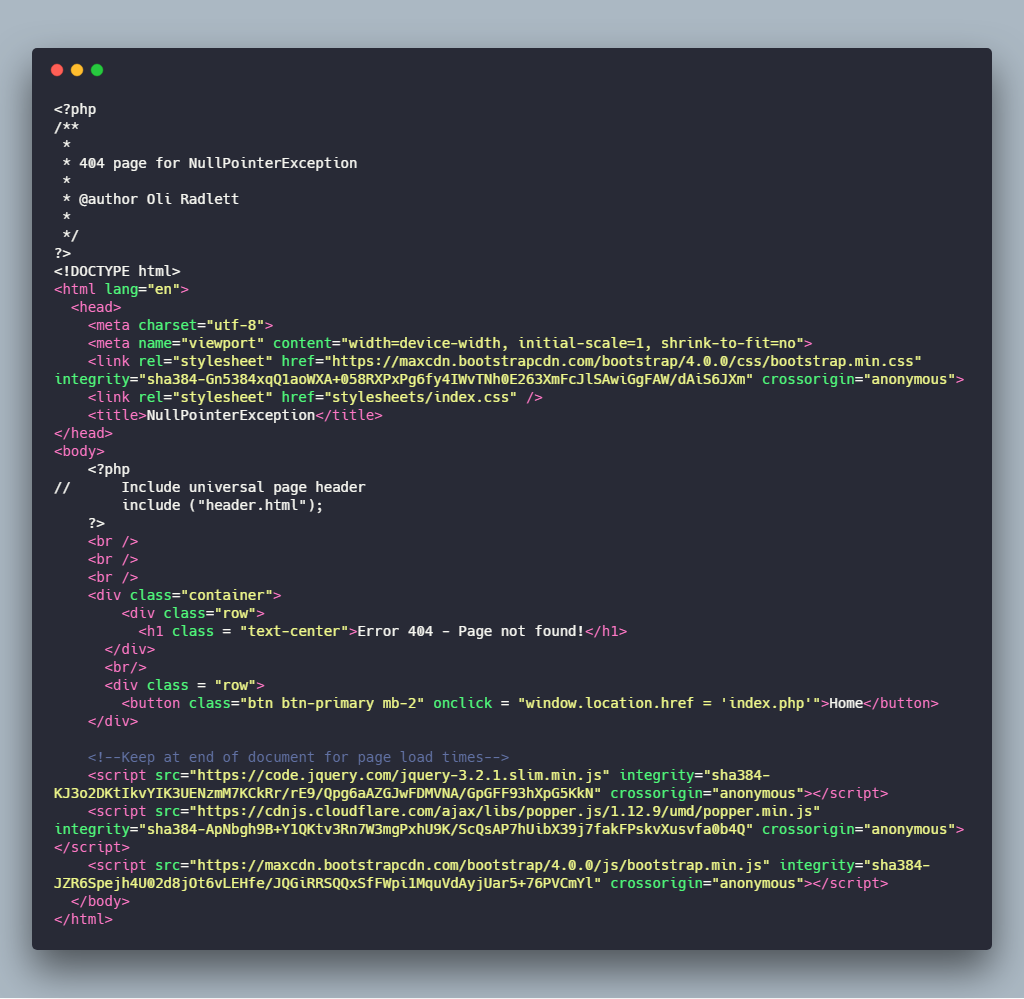 <?php
/**
 *
 * 404 page for NullPointerException
 *
 * @author Oli Radlett
 *
 */
?>
<!DOCTYPE html>
<html lang="en">
  <head>
    <meta charset="utf-8">
    <meta name="viewport" content="width=device-width, initial-scale=1, shrink-to-fit=no">
    <link rel="stylesheet" href="https://maxcdn.bootstrapcdn.com/bootstrap/4.0.0/css/bootstrap.min.css"
integrity="sha384-Gn5384xqQ1aoWXA+058RXPxPg6fy4IWvTNh0E263XmFcJlSAwiGgFAW/dAiS6JXm" crossorigin="anonymous">
    <link rel="stylesheet" href="stylesheets/index.css" />
    <title>NullPointerException</title>
</head>
<body>
    <?php
//      Include universal page header
        include ("header.html");
    ?>
    <br />
    <br />
    <br />
    <div class="container">
        <div class="row">
          <h1 class = "text-center">Error 404 - Page not found!</h1>
      </div>
      <br/>
      <div class = "row">
        <button class="btn btn-primary mb-2" onclick = "window.location.href = 'index.php'">Home</button>
    </div>

    <!--Keep at end of document for page load times-->
    <script src="https://code.jquery.com/jquery-3.2.1.slim.min.js" integrity="sha384-
KJ3o2DKtIkvYIK3UENzmM7KCkRr/rE9/Qpg6aAZGJwFDMVNA/GpGFF93hXpG5KkN" crossorigin="anonymous"></script>
    <script src="https://cdnjs.cloudflare.com/ajax/libs/popper.js/1.12.9/umd/popper.min.js"
integrity="sha384-ApNbgh9B+Y1QKtv3Rn7W3mgPxhU9K/ScQsAP7hUibX39j7fakFPskvXusvfa0b4Q" crossorigin="anonymous">
</script>
    <script src="https://maxcdn.bootstrapcdn.com/bootstrap/4.0.0/js/bootstrap.min.js" integrity="sha384-
JZR6Spejh4U02d8jOt6vLEHfe/JQGiRRSQQxSfFWpi1MquVdAyjUar5+76PVCmYl" crossorigin="anonymous"></script>
  </body>
</html>